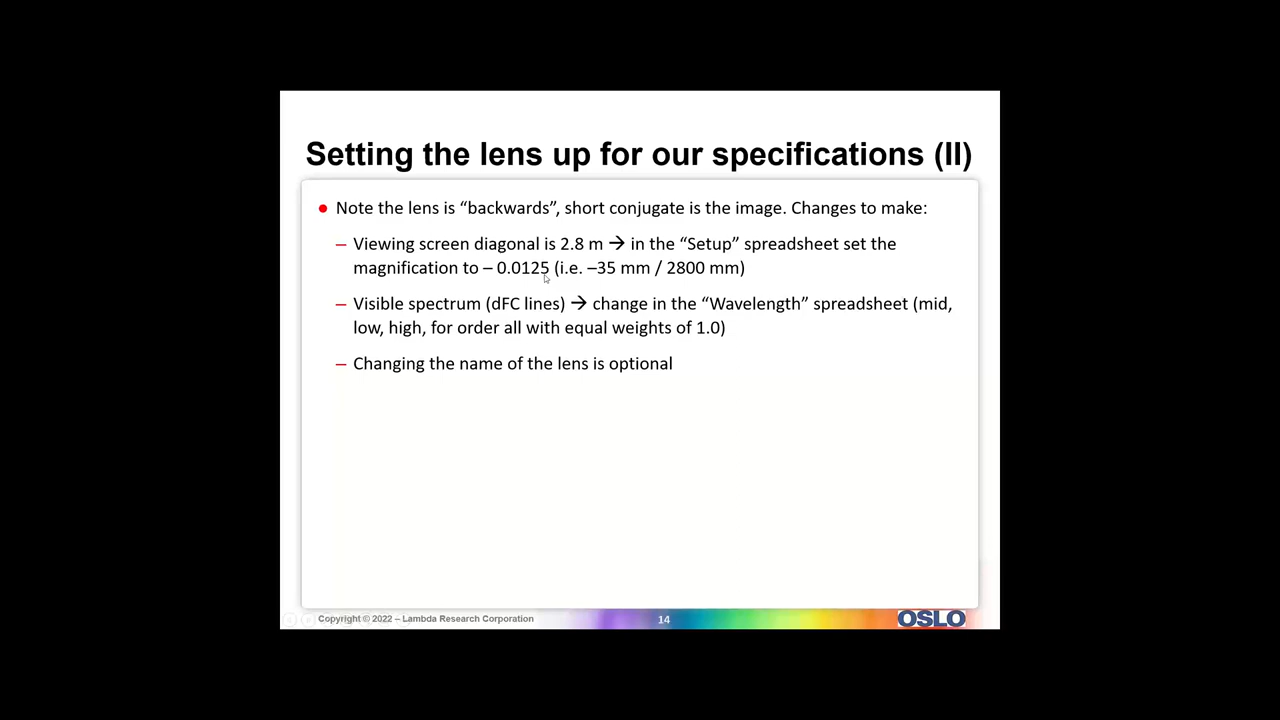 Setting the lens up for our specifications (II)
● Note the lens is “backwards”, short conjugate is the image. Changes to make:
– Viewing screen diagonal is 2.8 m → in the “Setup” spreadsheet set the
magnification to – 0.0125 (i.e. –35 mm / 2800 mm)
– Visible spectrum (dFC lines) → change in the “Wavelength” spreadsheet (mid,
low, high, for order all with equal weights of 1.0)
– Changing the name of the lens is optional
Copyright © 2022 – Lambda Research Corporation
14
OSLO